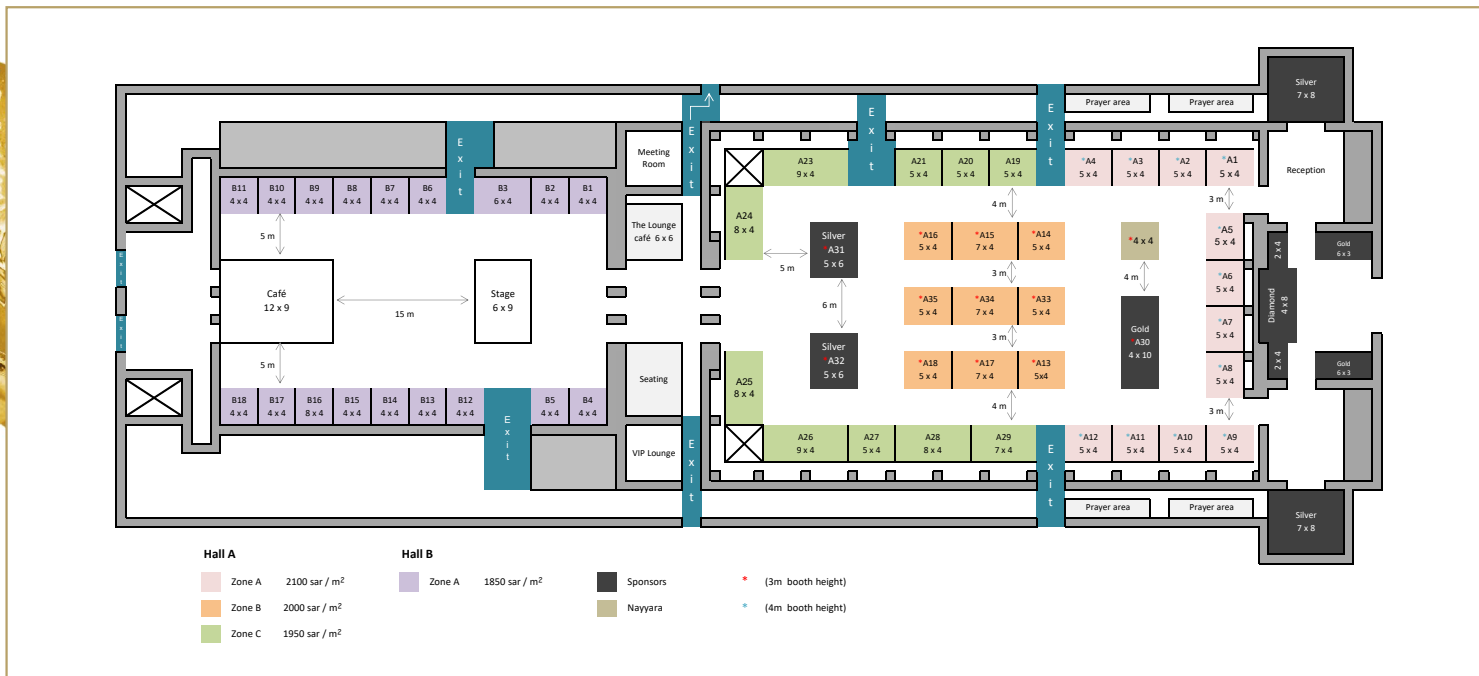 Silver
7 x 8
Prayer area
Prayer area
Exit
Exit
Exit
Exit
Meeting
Room
Reception
B11
4 x 4
B10
4 x 4
B9
4 x 4
B8
4 x 4
B7
4 x 4
B6
4 x 4
B3
6 x 4
B2
4 x 4
B1
4 x 4
A23
9 x 4
A21
5 x 4
A20
5 x 4
A19
5 x 4
*A4
5 x 4
*A3
5 x 4
*A2
5 x 4
*A1
5 x 4
The Lounge
café 6 x 6
A24
8 x 4
5 m
4 m
3 m
Silver
*A31
5 x 6
5 m
*A16
5 x 4
*A15
7 x 4
*A14
5 x 4
*4 x 4
*A5
5 x 4
2 x 4
Gold
6 x 3
3 m
4 m
Exit
Exit
Café
12 x 9
15 m
Stage
6 x 9
6 m
*A35
5 x 4
*A34
7 x 4
*A33
5 x 4
*A6
5 x 4
Diamond
4 x 8
Gold
*A30
4 x 10
*A7
5 x 4
3 m
5 m
Silver
*A32
5 x 6
*A18
5 x 4
*A17
7 x 4
*A13
5x4
*A8
5 x 4
2 x 4
Gold
6 x 3
Seating
A25
8 x 4
4 m
3 m
B18
4 x 4
B17
4 x 4
B16
8 x 4
B15
4 x 4
B14
4 x 4
B13
4 x 4
B12
4 x 4
Exit
B5
4 x 4
B4
4 x 4
VIP Lounge
Exit
A26
9 x 4
A27
5 x 4
A28
8 x 4
A29
7 x 4
Exit
*A12
5 x 4
*A11
5 x 4
*A10
5 x 4
*A9
5 x 4
Prayer area
Prayer area
Silver
7 x 8
Hall A
Zone A 2100 sar / m²
Zone B 2000 sar / m²
Zone C 1950 sar / m²
Hall B
Zone A 1850 sar / m²
Sponsors
Nayyara
* (3m booth height)
* (4m booth height)